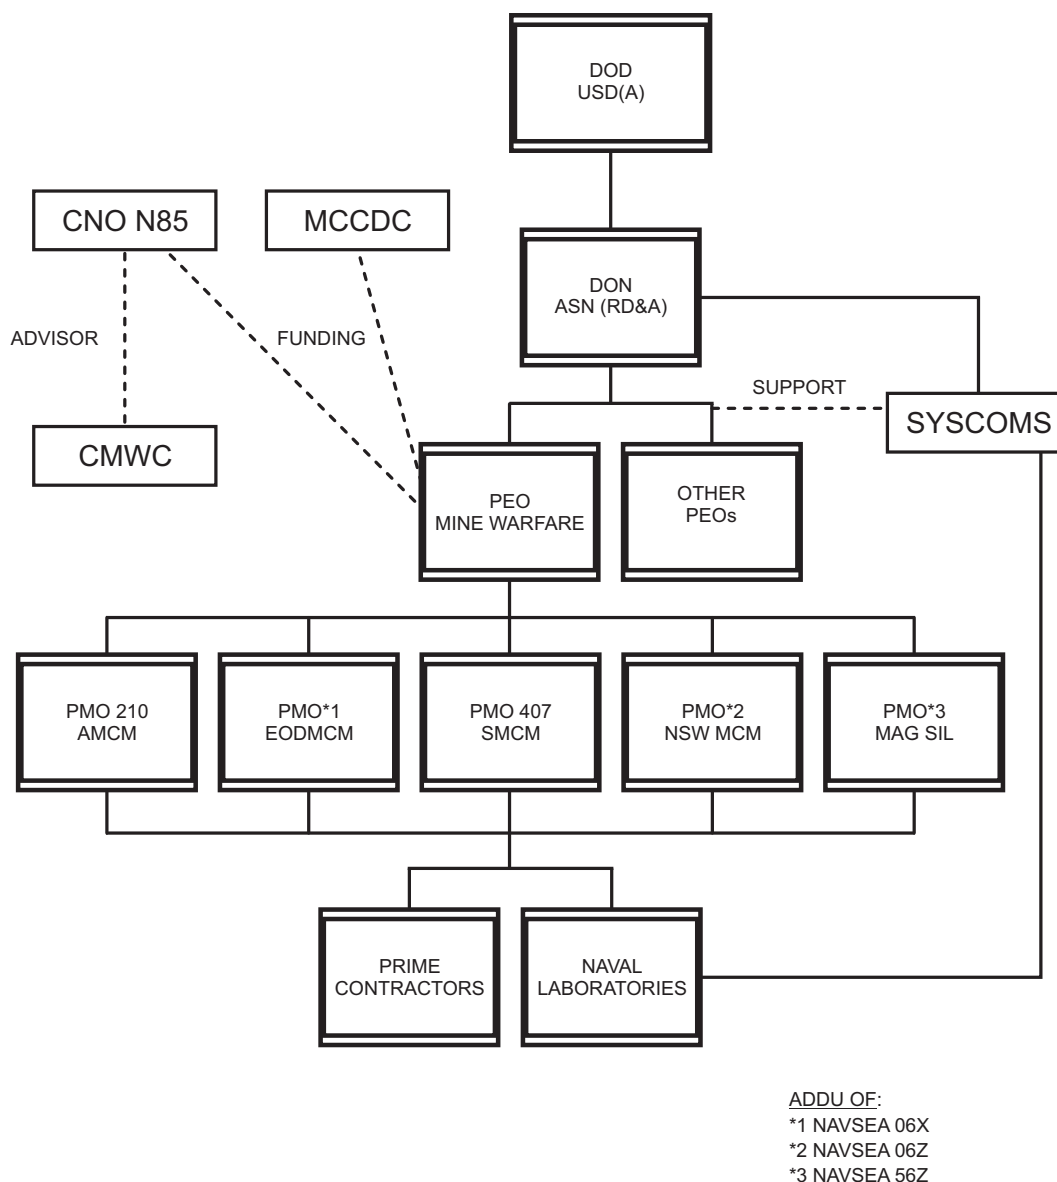 DOD
USD(A)
CNO N85
MCCDC
DON
ASN (RD&A)
ADVISOR
FUNDING
SUPPORT
CMWC
SYSCOMS
PEO
MINE WARFARE
OTHER
PEOs
PMO 210
AMCM
PMO*1
EODMCM
PMO 407
SMCM
PMO*2
NSW MCM
PMO*3
MAG SIL
PRIME
CONTRACTORS
NAVAL
LABORATORIES
ADDU OF:
*1 NAVSEA 06X
*2 NAVSEA 06Z
*3 NAVSEA 56Z